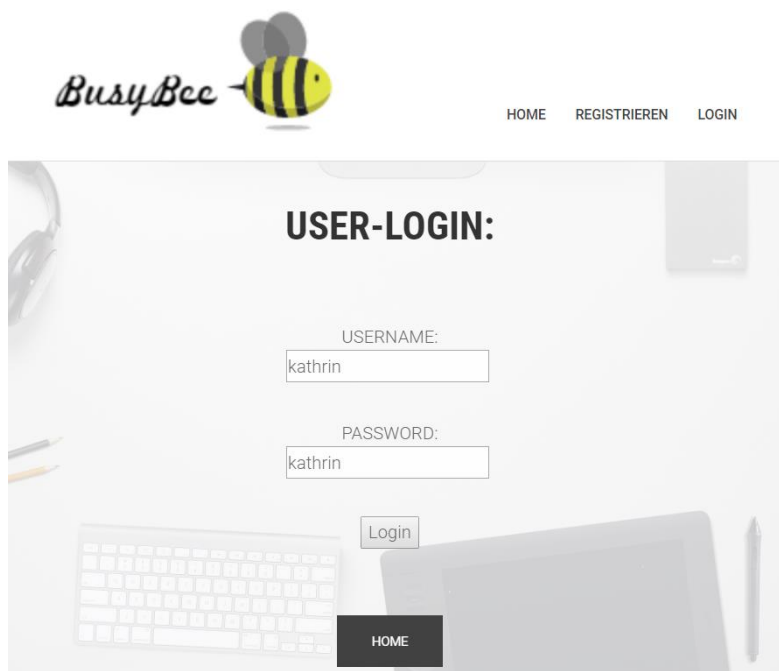 BusyBee
HOME REGISTRIEREN LOGIN
USER-LOGIN:
USERNAME:
kathrin
PASSWORD:
kathrin
Login
HOME